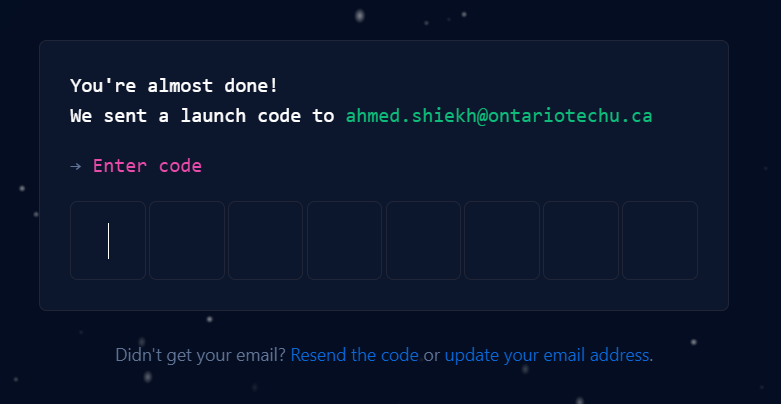 You're almost done!
We sent a launch code to ahmed.shiekh@ontariotechu.ca
→ Enter code
Didn't get your email? Resend the code or update your email address.